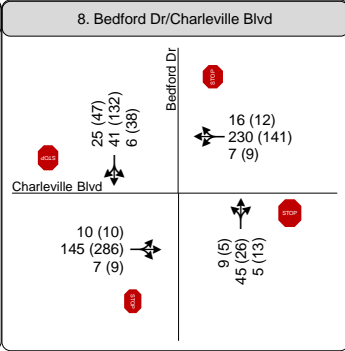 8. Bedford Dr/Charleville Blvd
Bedford Dr
STOP
25 (47)
41 (132)
6 (38)
16 (12)
230 (141)
7 (9)
STOP
Charleville Blvd
STOP
10 (10)
145 (286)
7 (9)
9 (5)
45 (26)
5 (13)
STOP